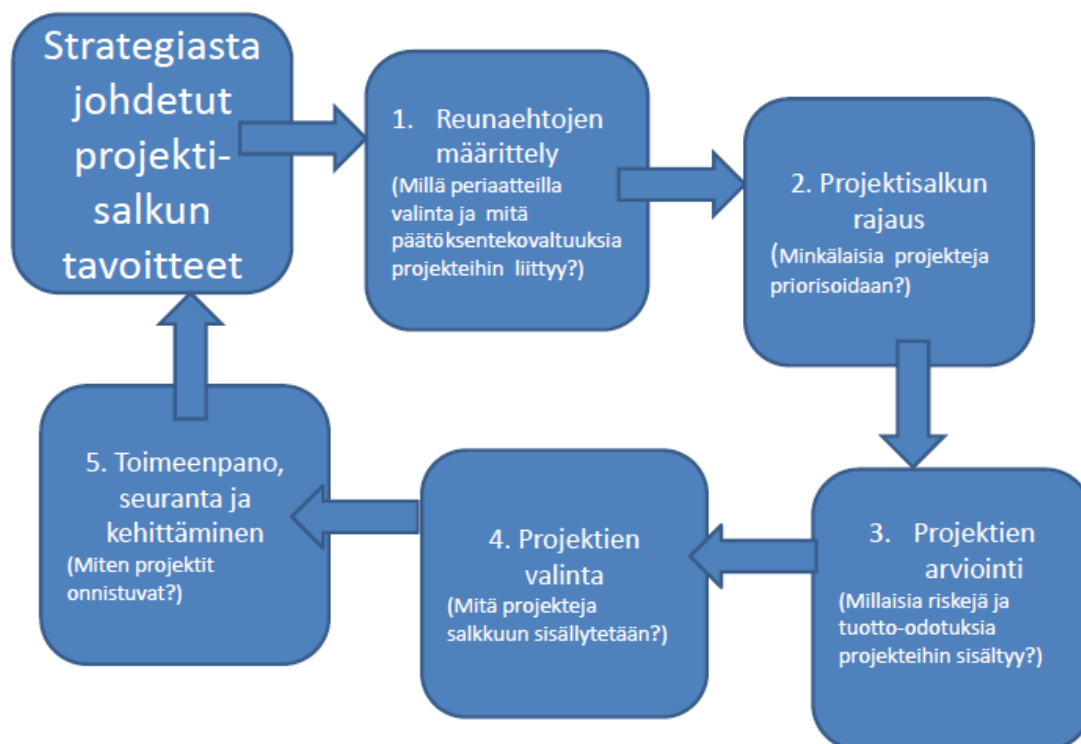 Strategiasta
johdetut
projekti-
salkun
tavoitteet
1. Reunaehtojen
määrittely
(Millä periaatteilla
valinta ja mitä
päätöksentekovaltuuksia
projekteihin liittyy?)
2. Projektisalkun
rajaus
(Minkälaisia projekteja
priorisoidaan?)
3. Projektien
arviointi
(Millaisia riskejä ja
tuotto-odotuksia
projekteihin sisältyy?)
4. Projektien
valinta
(Mitä projekteja
salkkuun sisällytetään?)
5. Toimeenpano,
seuranta ja
kehittäminen
(Miten projektit
onnistuvat?)